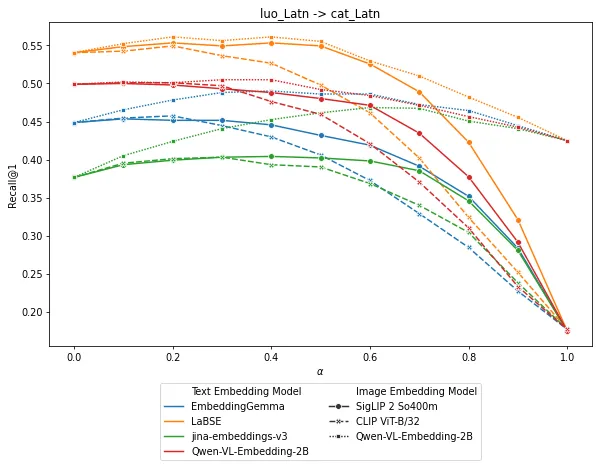 luo_Latn -> cat_Latn
Recall@1
0.55
0.50
0.45
0.40
0.35
0.30
0.25
0.20
0.0 0.2 0.4 0.6 0.8 1.0
α
Text Embedding Model
EmbeddingGemma
LaBSE
jina-embeddings-v3
Qwen-VL-Embedding-2B
Image Embedding Model
SigLIP 2 So400m
CLIP ViT-B/32
Qwen-VL-Embedding-2B